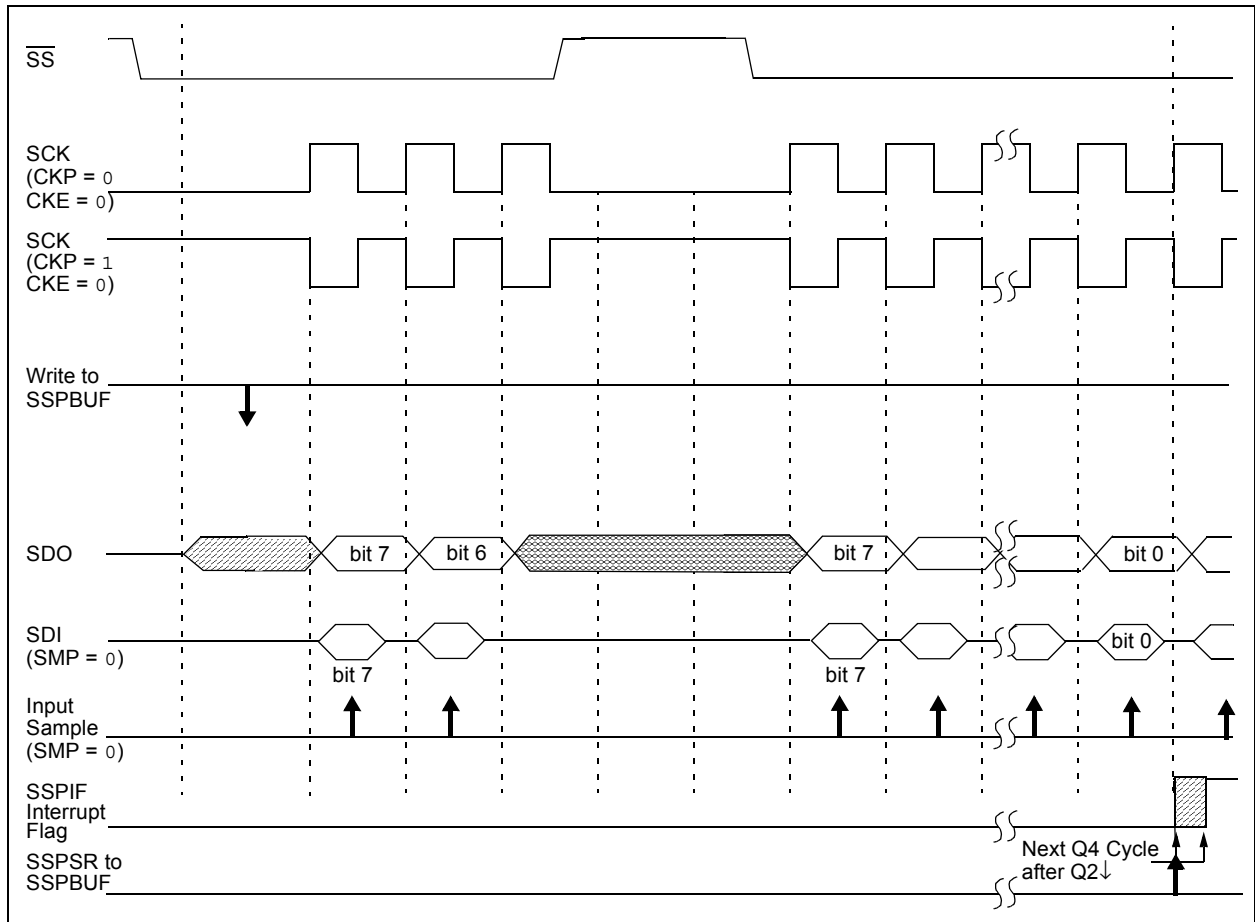 SS
SCK
(CKP = 0
CKE = 0)
SCK
(CKP = 1
CKE = 0)
Write to
SSPBUF
SDO
bit 7
bit 6
bit 7
bit 0
SDI
(SMP = 0)
bit 7
bit 7
bit 0
Input
Sample
(SMP = 0)
SSPIF
Interrupt
Flag
SSPSR to
SSPBUF
Next Q4 Cycle
after Q2↓